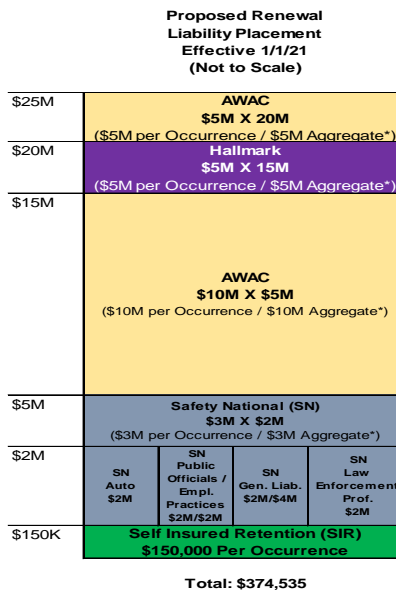 Proposed Renewal
Liability Placement
Effective 1/1/21
(Not to Scale)
$25M
AWAC
$5M X 20M
($5M per Occurrence / $5M Aggregate*)
$20M
Hallmark
$5M X 15M
($5M per Occurrence / $5M Aggregate*)
$15M
AWAC
$10M X $5M
($10M per Occurrence / $10M Aggregate*)
$5M
Safety National (SN)
$3M X $2M
($3M per Occurrence / $3M Aggregate*)
$2M
SN
Auto
$2M
SN
Public
Officials /
Empl.
Practices
$2M/$2M
SN
Gen. Liab.
$2M/$4M
SN
Law
Enforcement
Prof.
$2M
$150K
Self Insured Retention (SIR)
$150,000 Per Occurrence
Total: $374,535